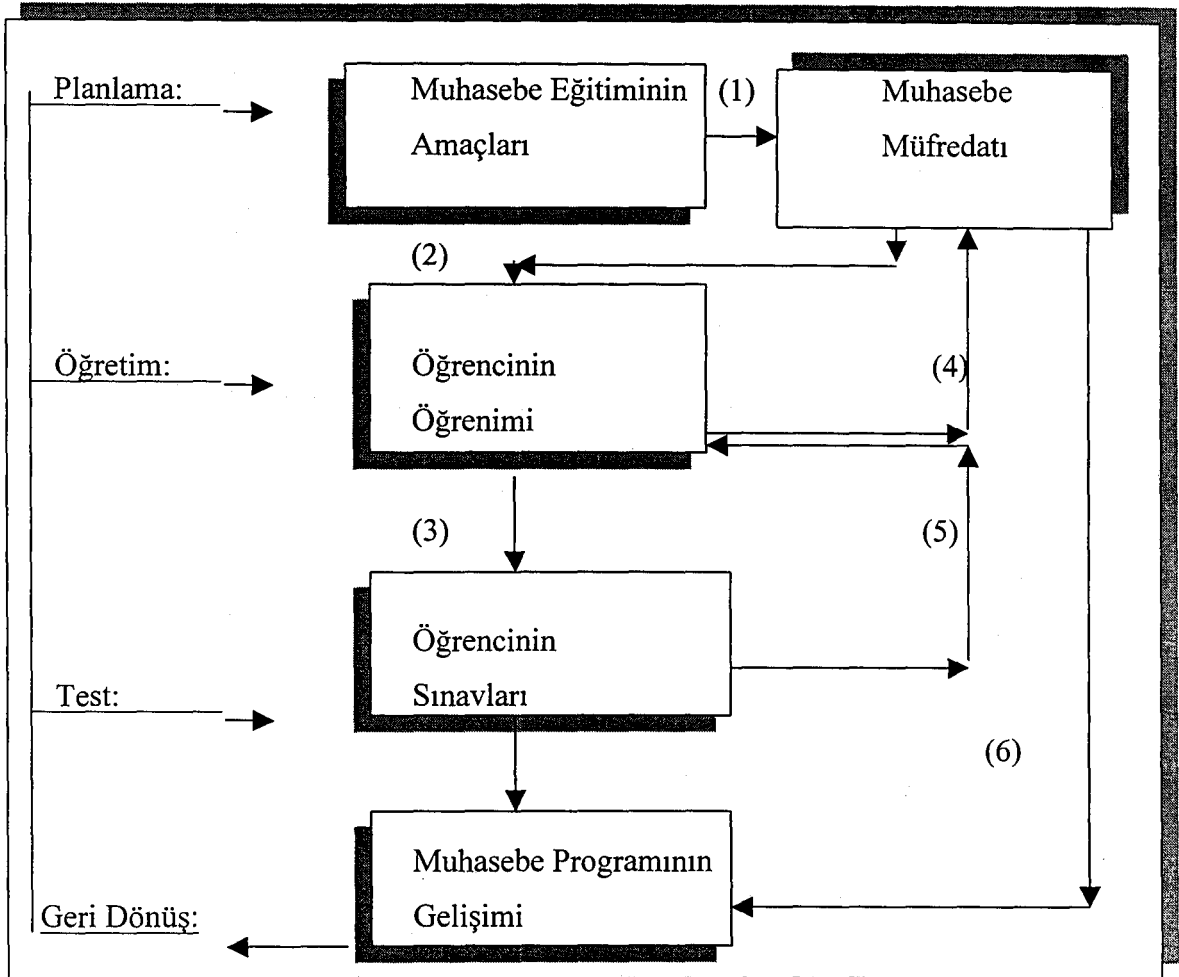 Planlama:
Muhasebe Eğitiminin
Amaçları
(1)
Muhasebe
Müfredatı
(2)
Öğretim:
Öğrencinin
Öğrenimi
(4)
(3)
(5)
Test:
Öğrencinin
Sınavları
(6)
Geri Dönüş:
Muhasebe Programının
Gelişimi